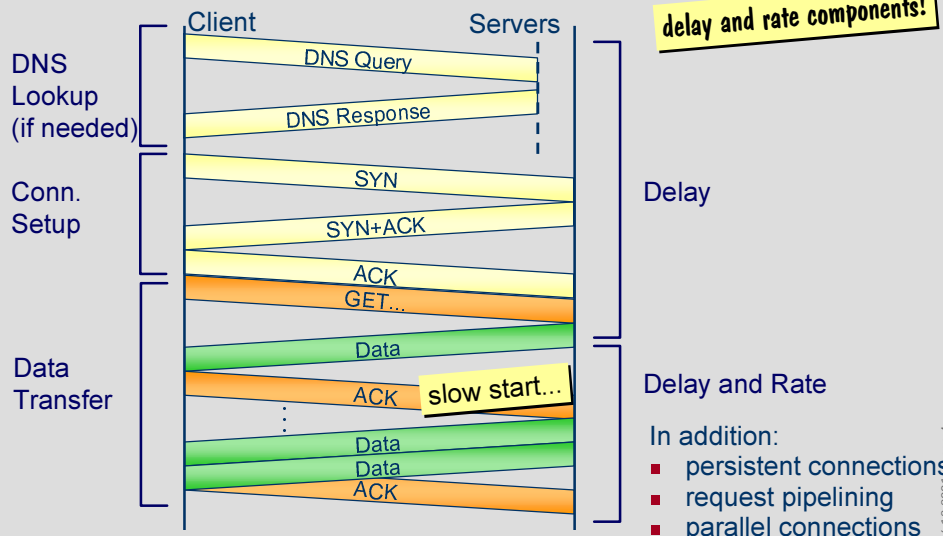 delay and rate components!
Client
Servers
DNS
Lookup
(if needed)
DNS Query
DNS Response
Conn.
Setup
SYN
SYN+ACK
ACK
Delay
Data
Transfer
GET...
Data
ACK
slow start...
Data
Data
ACK
Delay and Rate
In addition:
persistent connections
request pipelining
parallel connections